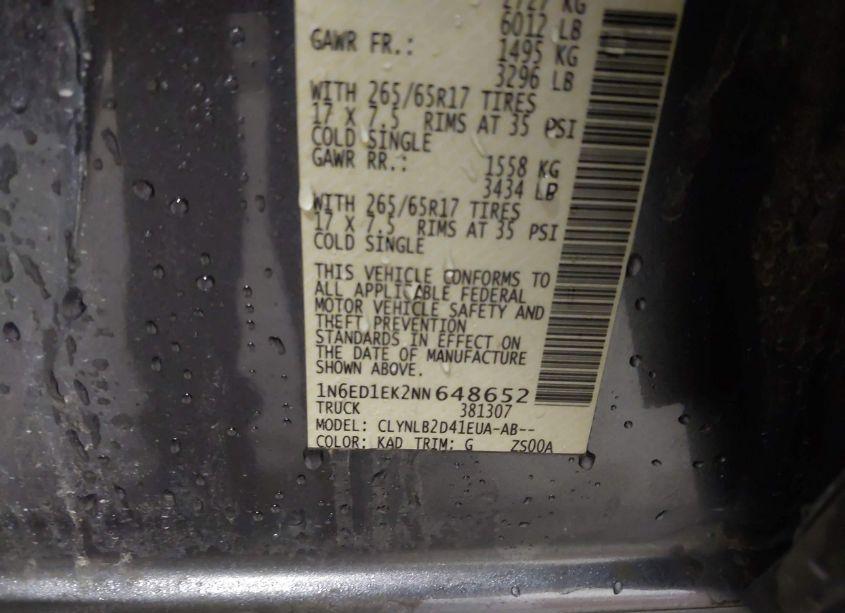 2727 KG
6012 LB
GAWR FR.: 1495 KG
3296 LB
WITH 265/65R17 TIRES
17 X 7.5 RIMS AT 35 PSI
COLD SINGLE
GAWR RR.: 1558 KG
3434 LB
WITH 265/65R17 TIRES
17 X 7.5 RIMS AT 35 PSI
COLD SINGLE
THIS VEHICLE CONFORMS TO
ALL APPLICABLE FEDERAL
MOTOR VEHICLE SAFETY AND
THEFT PREVENTION
STANDARDS IN EFFECT ON
THE DATE OF MANUFACTURE
SHOWN ABOVE.
1N6ED1EK2NN648652
TRUCK 381307
MODEL: CLYNLB2D41EUA-AB--
COLOR: KAD TRIM: G ZS00A